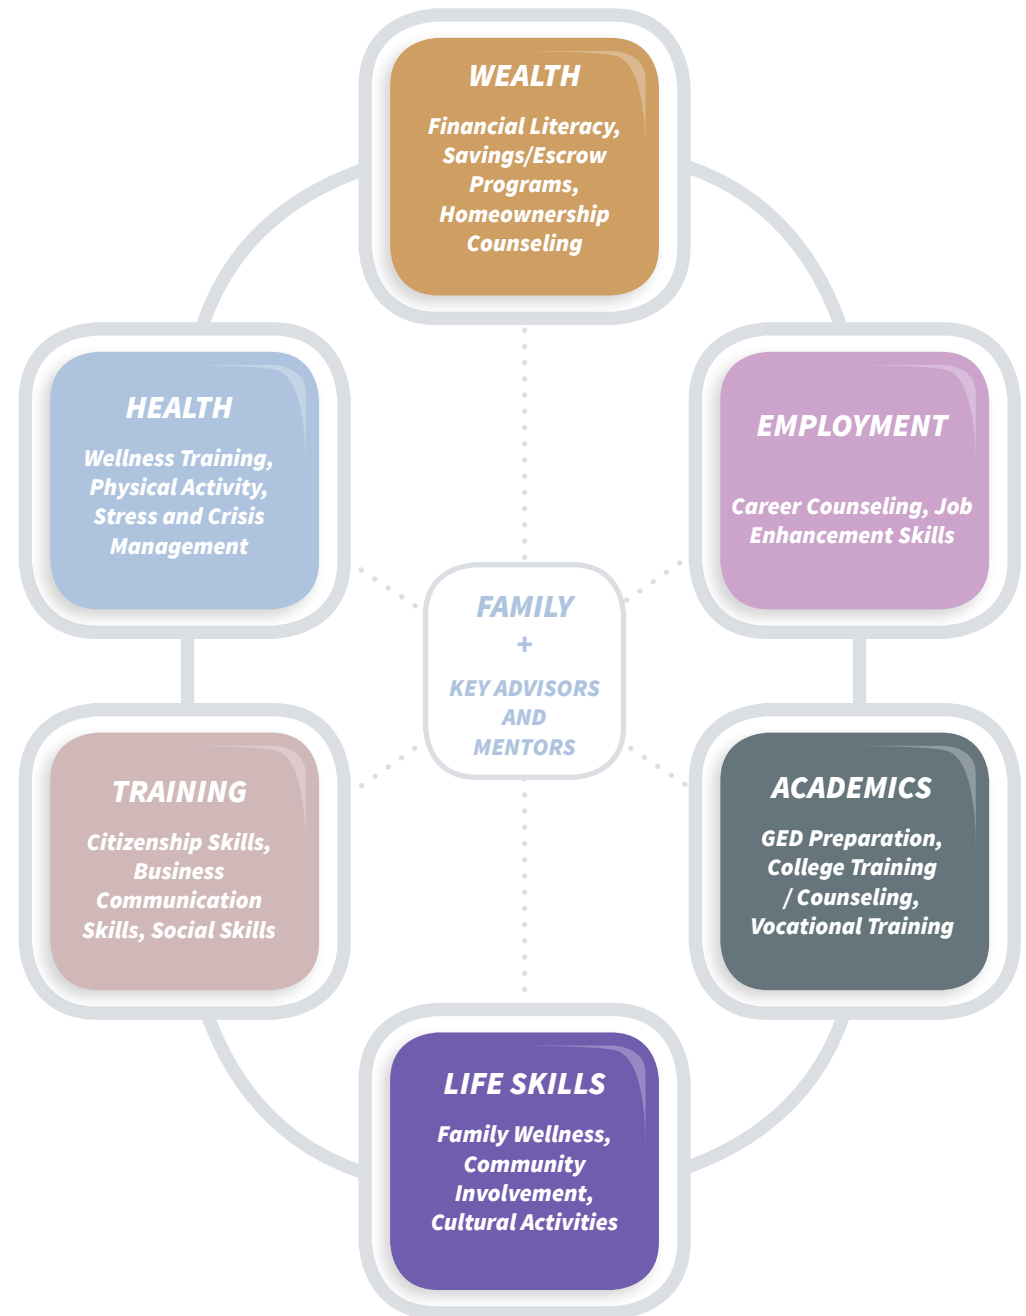 WEALTH
Financial Literacy,
Savings/Escrow
Programs,
Homeownership
Counseling
HEALTH
Wellness Training,
Physical Activity,
Stress and Crisis
Management
EMPLOYMENT
Career Counseling, Job
Enhancement Skills
FAMILY
+
KEY ADVISORS
AND
MENTORS
TRAINING
Citizenship Skills,
Business
Communication
Skills, Social Skills
ACADEMICS
GED Preparation,
College Training
/ Counseling,
Vocational Training
LIFE SKILLS
Family Wellness,
Community
Involvement,
Cultural Activities